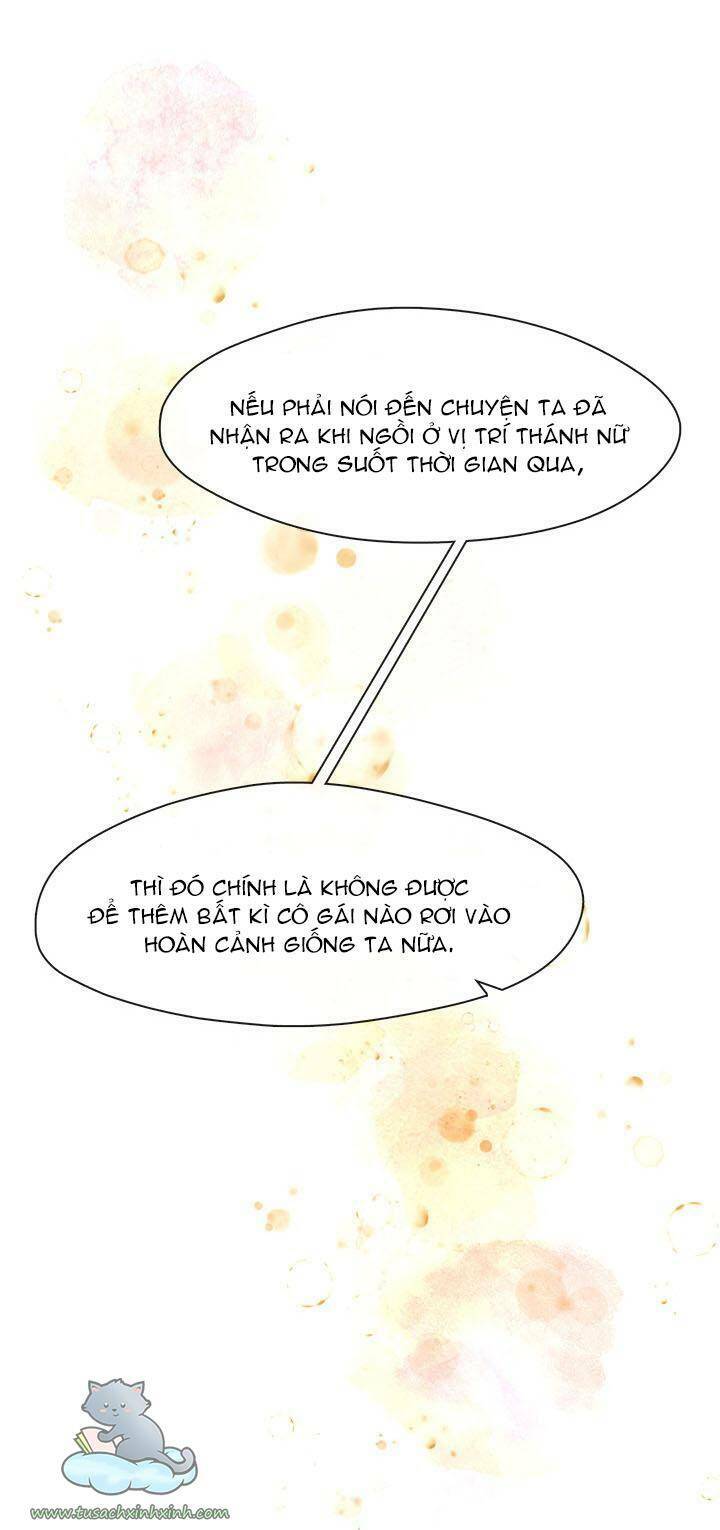 NẾU PHẢI NÓI ĐẾN CHUYỆN TA ĐÃ
NHẬN RA KHI NGỒI Ở VỊ TRÍ THÁNH NỮ
TRONG SUỐT THỜI GIAN QUA,
THÌ ĐÓ CHÍNH LÀ KHÔNG ĐƯỢC
ĐỂ THÊM BẤT KÌ CÔ GÁI NÀO RƠI VÀO
HOÀN CẢNH GIỐNG TA NỮA.
www.tusachxinhxinh.com